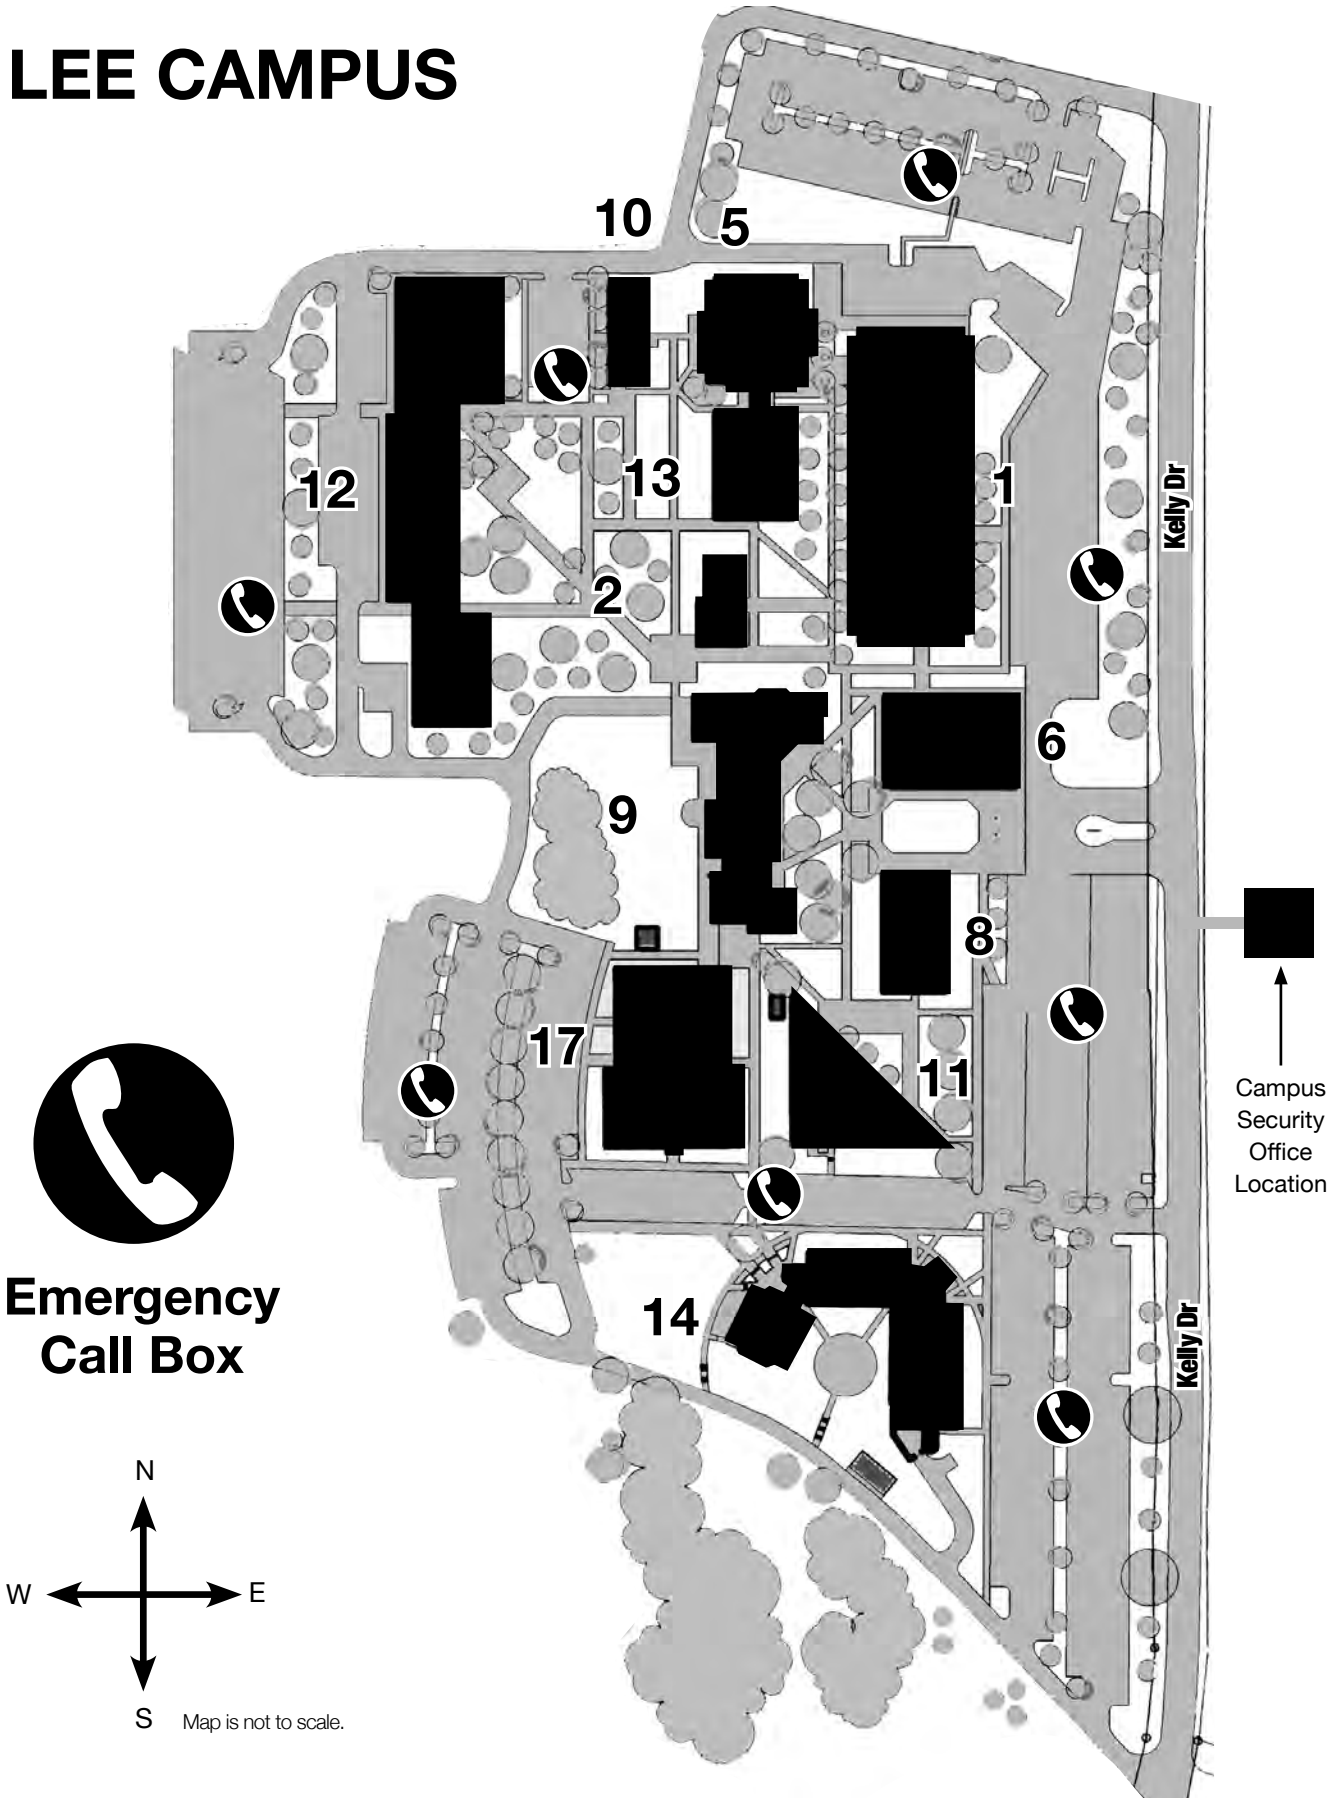 LEE CAMPUS
10
5
12
13
1
Kelly Dr
2
6
9
8
17
11
Campus
Security
Office
Location
14
Kelly Dr
Emergency
Call Box
N
W
E
S
Map is not to scale.